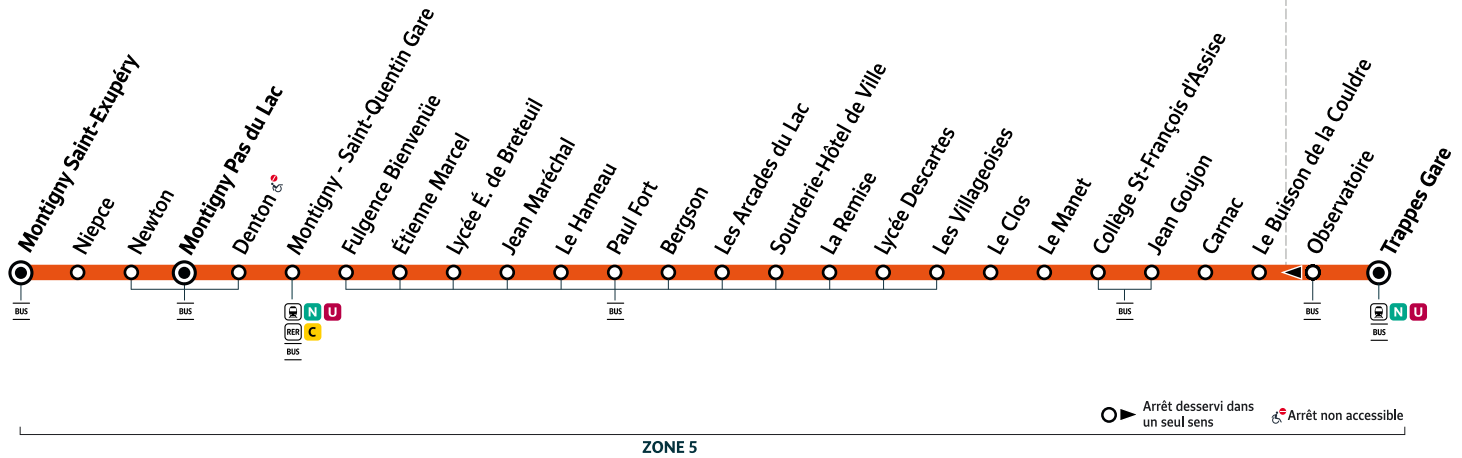 Montigny Saint-Exupéry
Niepce
Newton
Montigny Pas du Lac
Denton
Montigny - Saint-Quentin Gare
Fulgence Bienvenüe
Étienne Marcel
Lycée É. de Breteuil
Jean Maréchal
Le Hameau
Paul Fort
Bergson
Les Arcades du Lac
Sourderie-Hôtel de Ville
La Remise
Lycée Descartes
Les Villageoises
Le Clos
Le Manet
Collège St-François d'Assise
Jean Goujon
Carnac
Le Buisson de la Couldre
Observatoire
Trappes Gare
BUS
BUS
N U
RER C
BUS
BUS
BUS
BUS
N U
BUS
Arrêt desservi dans
un seul sens
Arrêt non accessible
ZONE 5